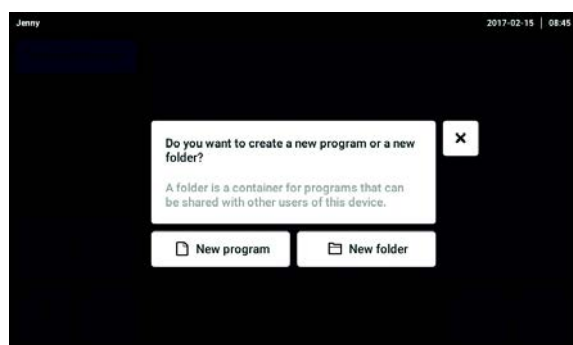 Jenny
2017-02-15 | 08:45
Do you want to create a new program or a new
folder?
A folder is a container for programs that can
be shared with other users of this device.
New program
New folder